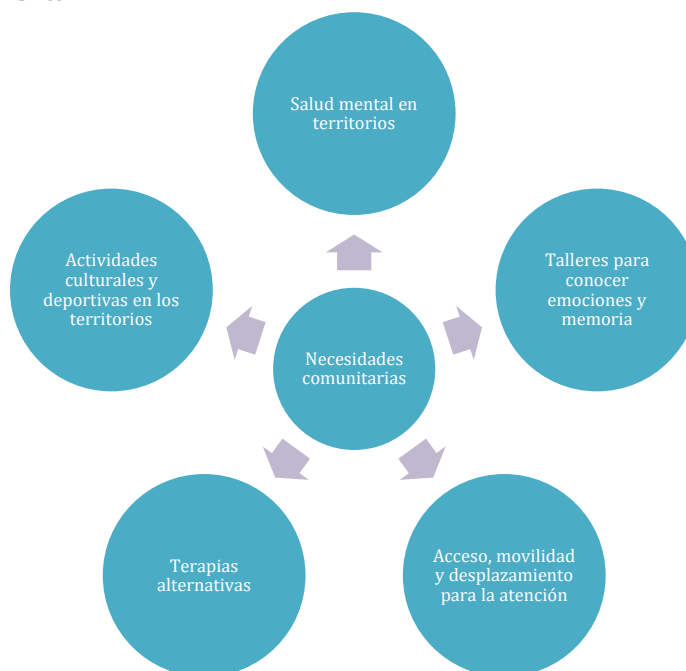 Salud mental en
territorios
Talleres para
conocer
emociones y
memoria
Acceso, movilidad
y desplazamiento
para la atención
Terapias
alternativas
Actividades
culturales y
deportivas en los
territorios
Necesidades
comunitarias